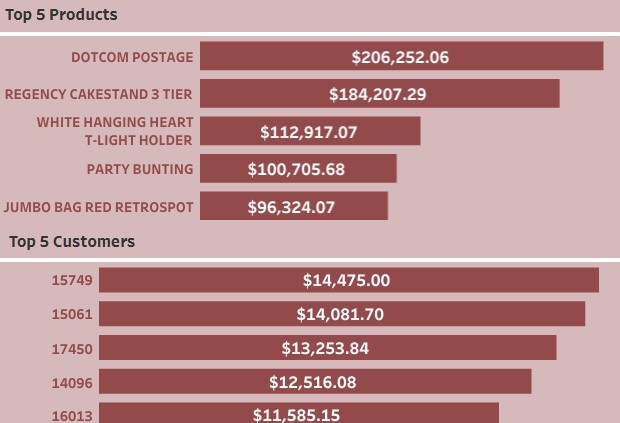 Top 5 Products
DOTCOM POSTAGE $206,252.06
REGENCY CAKESTAND 3 TIER $184,207.29
WHITE HANGING HEART
T-LIGHT HOLDER $112,917.07
PARTY BUNTING $100,705.68
JUMBO BAG RED RETROSPOT $96,324.07
Top 5 Customers
15749 $14,475.00
15061 $14,081.70
17450 $13,253.84
14096 $12,516.08
16013 $11,585.15